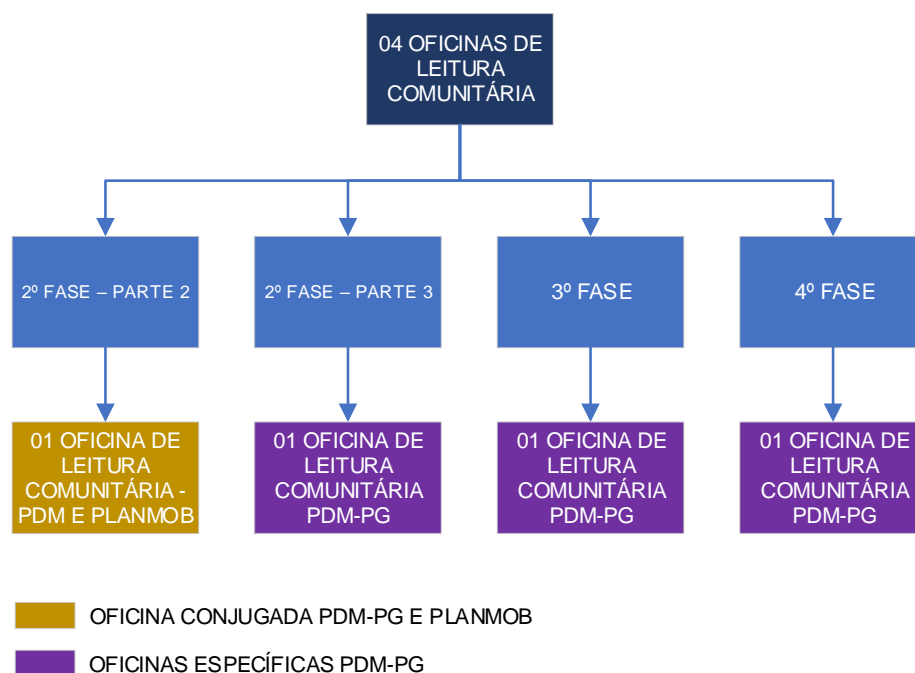 04 OFICINAS DE
LEITURA
COMUNITÁRIA
2º FASE – PARTE 2
2º FASE – PARTE 3
3º FASE
4º FASE
01 OFICINA DE
LEITURA
COMUNITÁRIA -
PDM E PLANMOB
01 OFICINA DE
LEITURA
COMUNITÁRIA
PDM-PG
01 OFICINA DE
LEITURA
COMUNITÁRIA
PDM-PG
01 OFICINA DE
LEITURA
COMUNITÁRIA
PDM-PG
OFICINA CONJUGADA PDM-PG E PLANMOB
OFICINAS ESPECÍFICAS PDM-PG